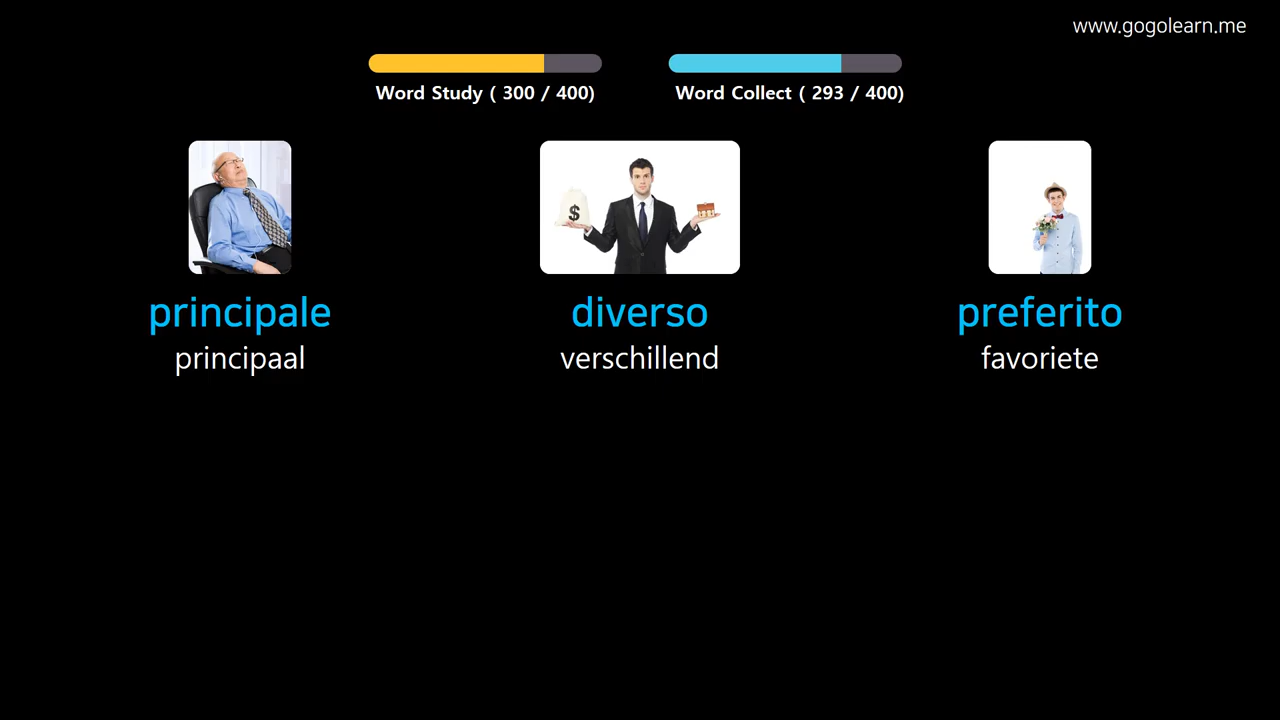 www.gogolearn.me
Word Study ( 300 / 400)
Word Collect ( 293 / 400)
$
principale
diverso
preferito
principaal
verschillend
favoriete